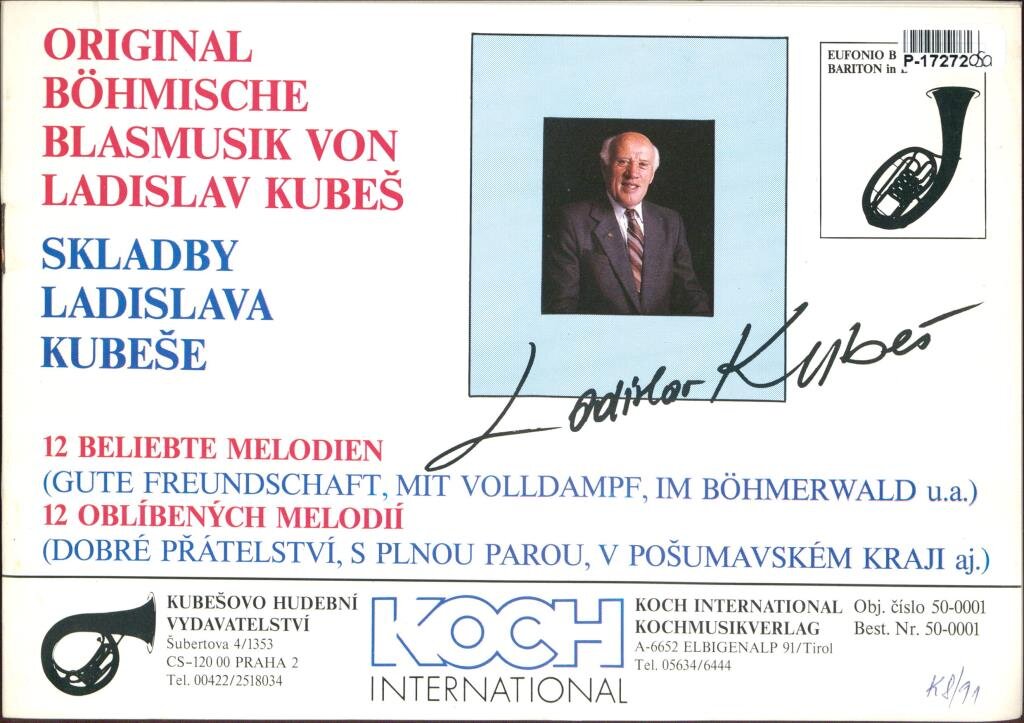 ORIGINAL
BÖHMISCHE
BLASMUSIK VON
LADISLAV KUBEŠ
SKLADBY
LADISLAVA
KUBEŠE
EUFONIO B
BARITON in
P-17272
Ladislav Kubeš
12 BELIEBTE MELODIEN
(GUTE FREUNDSCHAFT, MIT VOLLDAMPF, IM BÖHMERWALD u.a.)
12 OBLÍBENÝCH MELODIÍ
(DOBRÉ PŘÁTELSTVÍ, S PLNOU PAROU, V POŠUMAVSKÉM KRAJI aj.)
KUBEŠOVO HUDEBNÍ
VYDAVATELSTVÍ
Šubertova 4/1353
CS-120 00 PRAHA 2
Tel. 00422/2518034
KOCH
INTERNATIONAL
KOCH INTERNATIONAL
KOCHMUSIKVERLAG
A-6652 ELBIGENALP 91/Tirol
Tel. 05634/6444
Obj. číslo 50-0001
Best. Nr. 50-0001
K8/91